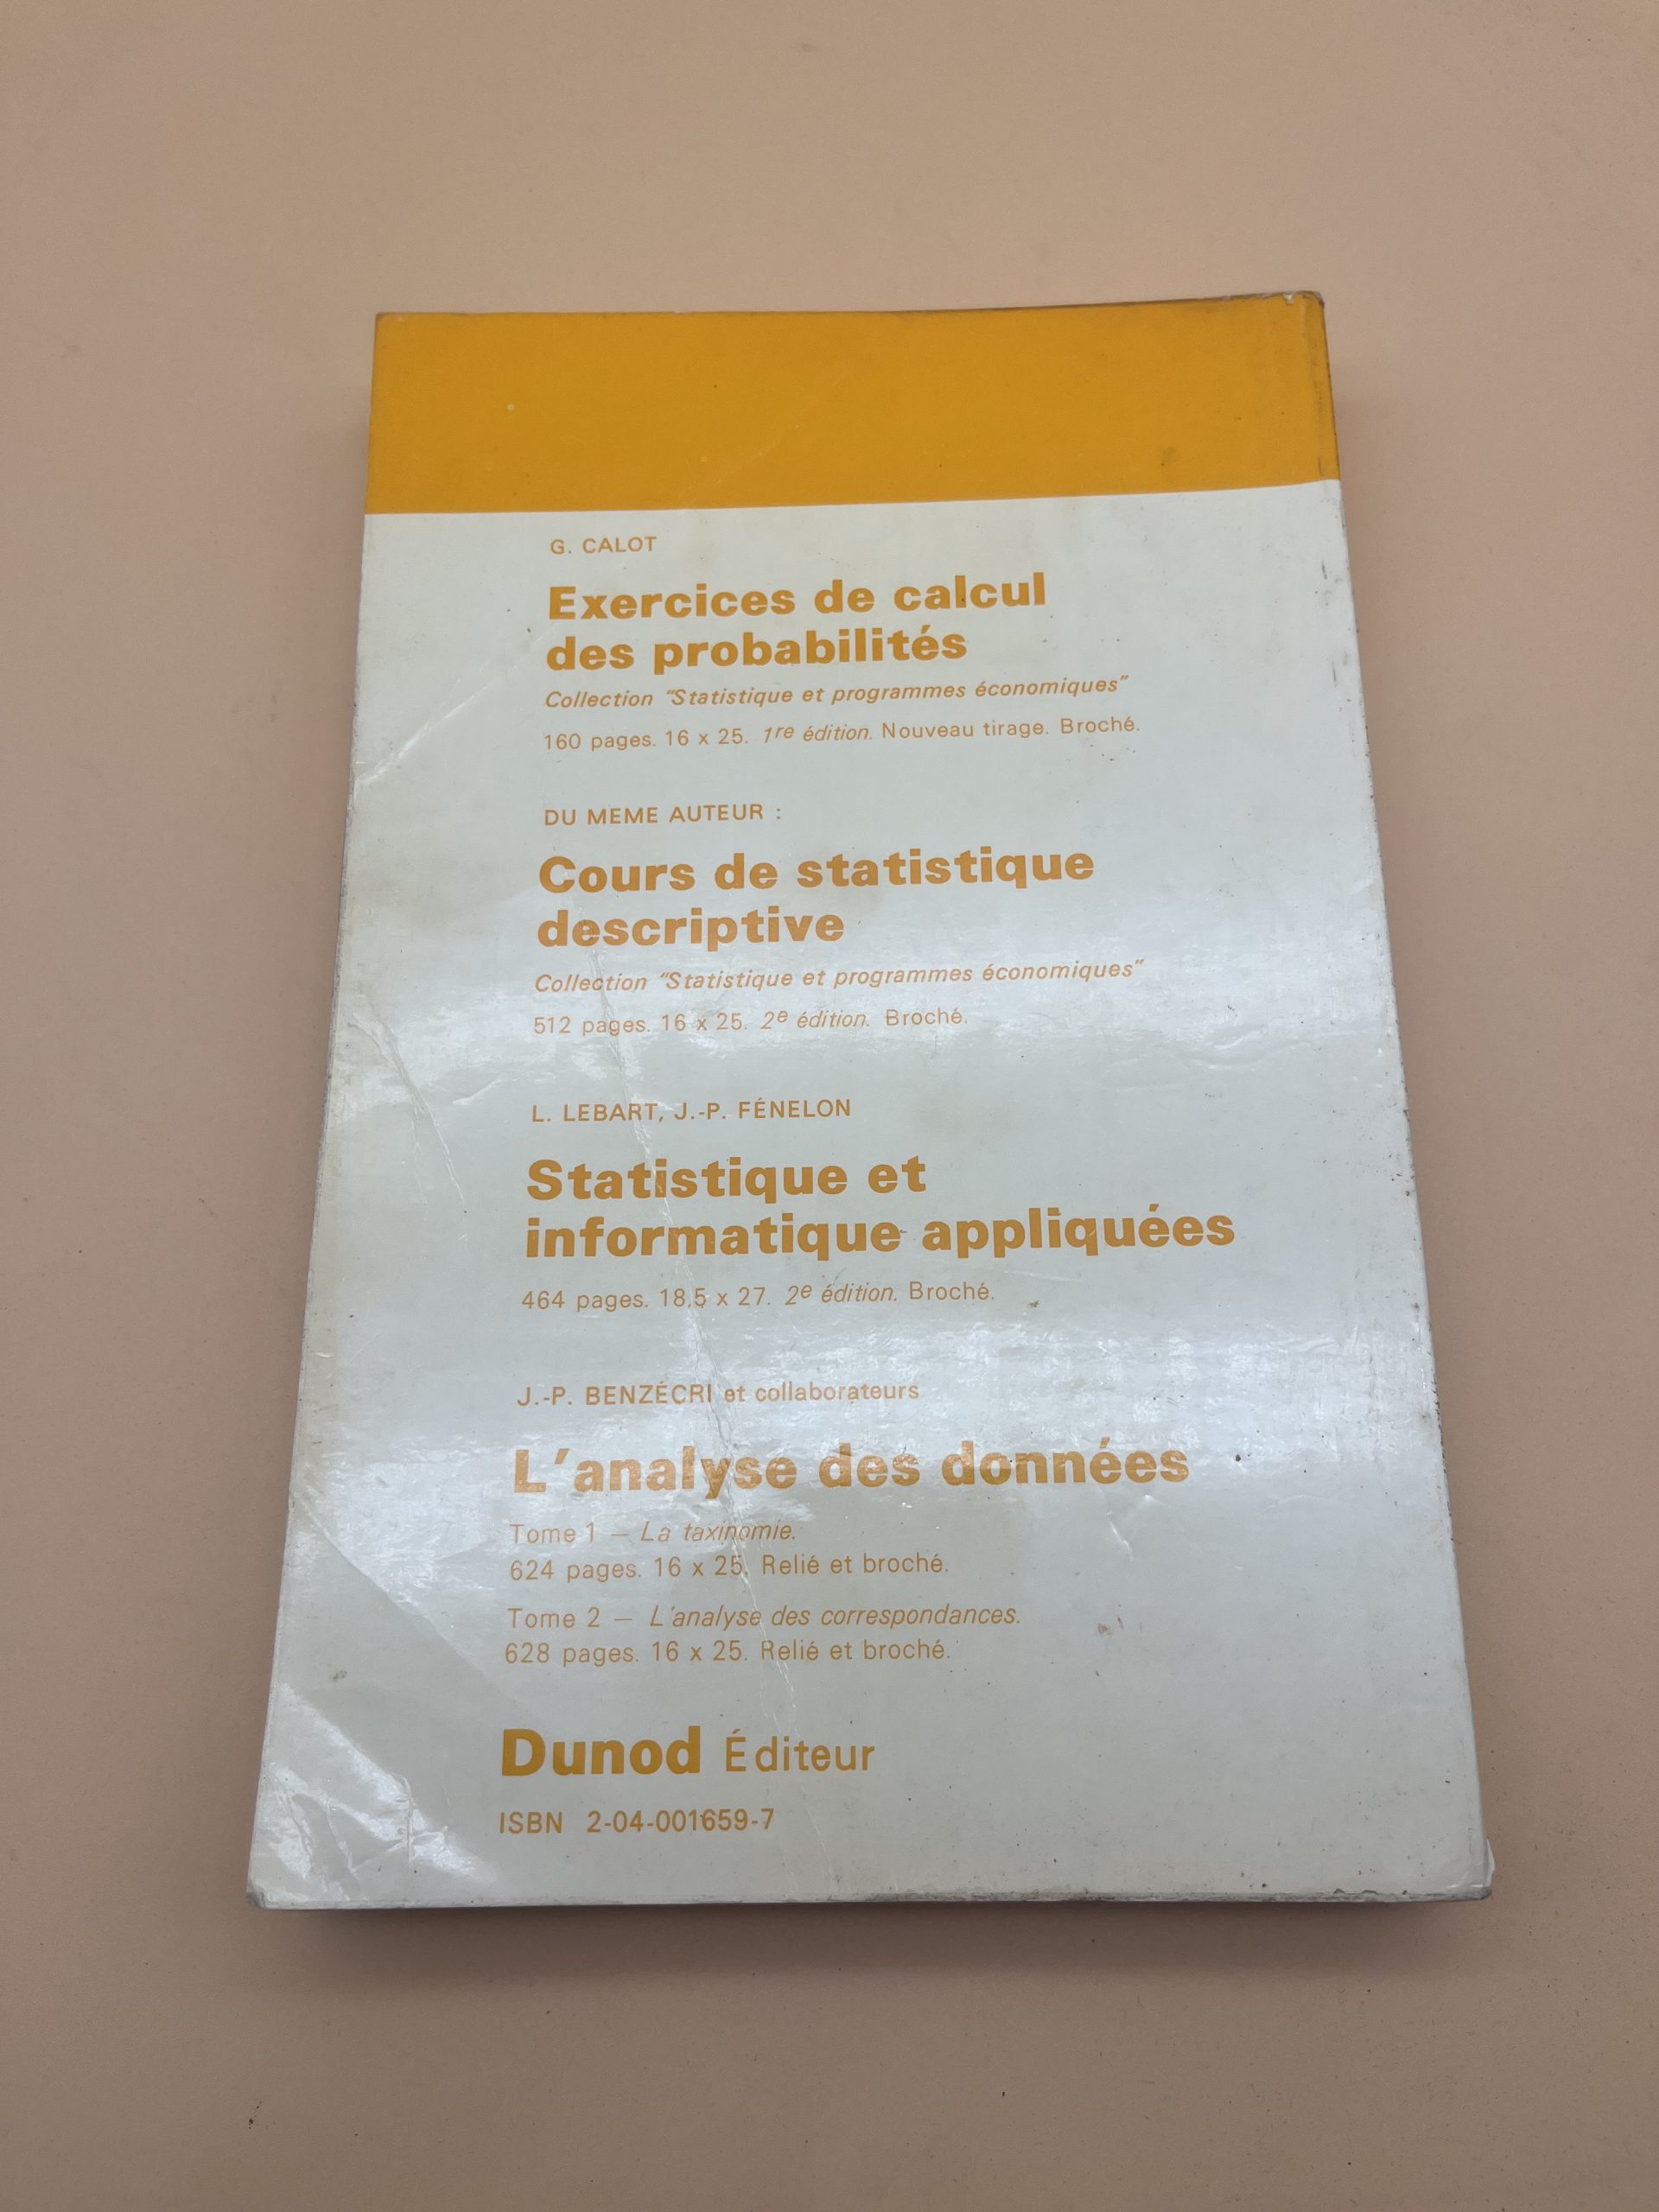 G. CALOT
Exercices de calcul
des probabilités
Collection "Statistique et programmes économiques"
160 pages. 16 x 25. 1re édition. Nouveau tirage. Broché.
DU MEME AUTEUR :
Cours de statistique
descriptive
Collection "Statistique et programmes économiques"
512 pages. 16 x 25. 2e édition. Broché.
L. LEBART, J.-P. FÉNELON
Statistique et
informatique appliquées
464 pages. 18,5 x 27. 2e édition. Broché.
J.-P. BENZÉCRI et collaborateurs
L'analyse des données
Tome 1 — La taxinomie.
624 pages. 16 x 25. Relié et broché.
Tome 2 — L'analyse des correspondances.
628 pages. 16 x 25. Relié et broché.
Dunod Éditeur
ISBN 2-04-001659-7